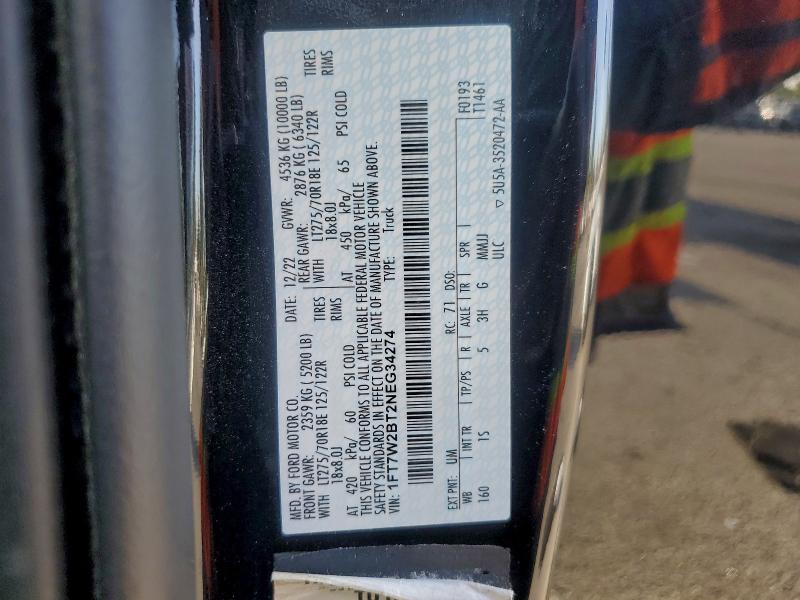 MFD. BY FORD MOTOR CO.
DATE: 12/22 GVWR: 4536 KG (10000 LB)
FRONT GAWR: 2359 KG ( 5200 LB)
REAR GAWR: 2876 KG ( 6340 LB)
WITH LT275/70R18E 125/122R TIRES
WITH LT275/70R18E 125/122R TIRES
18x8.0J RIMS
18x8.0J RIMS
AT 420 kPa/ 60 PSI COLD
AT 450 kPa/ 65 PSI COLD
THIS VEHICLE CONFORMS TO ALL APPLICABLE FEDERAL MOTOR VEHICLE
SAFETY STANDARDS IN EFFECT ON THE DATE OF MANUFACTURE SHOWN ABOVE.
VIN: 1FT7W2BT2NEG34274 TYPE: Truck
F0193
T1461
EXT PNT: UM RC: 71 DSO:
WB INT TR TP/PS R AXLE TR SPR
160 TS 5 3H G MMJJ
ULC
▽ 5U5A-3520472-AA